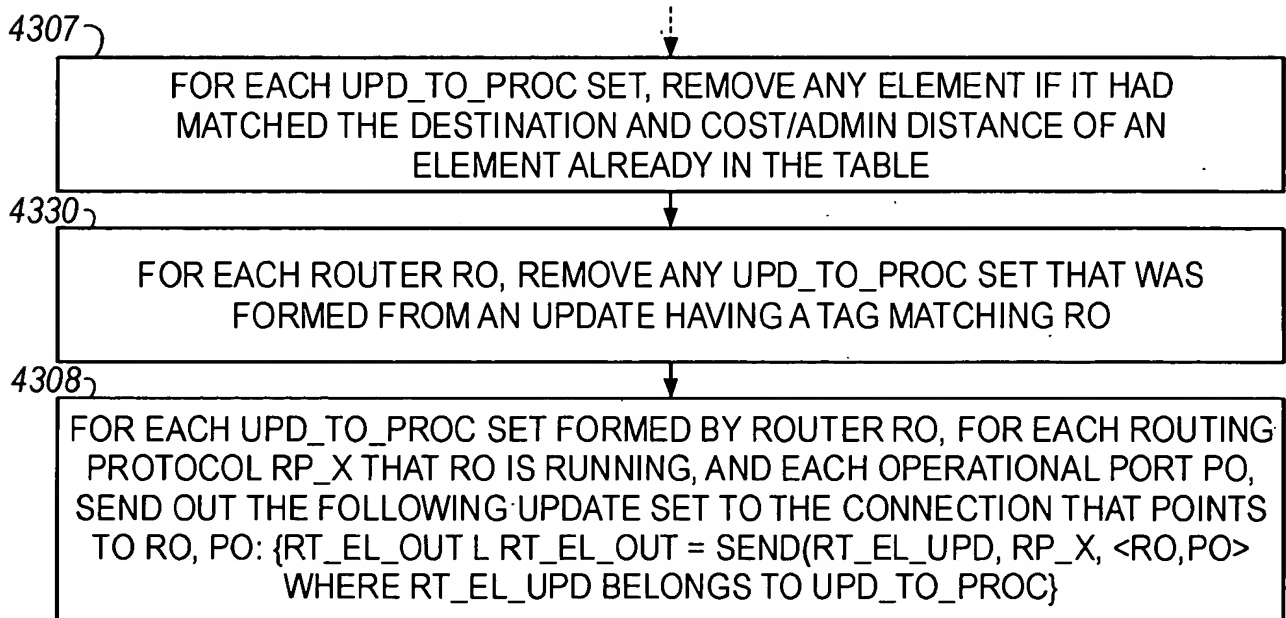 4307
FOR EACH UPD_TO_PROC SET, REMOVE ANY ELEMENT IF IT HAD
MATCHED THE DESTINATION AND COST/ADMIN DISTANCE OF AN
ELEMENT ALREADY IN THE TABLE
4330
FOR EACH ROUTER RO, REMOVE ANY UPD_TO_PROC SET THAT WAS
FORMED FROM AN UPDATE HAVING A TAG MATCHING RO
4308
FOR EACH UPD_TO_PROC SET FORMED BY ROUTER RO, FOR EACH ROUTING
PROTOCOL RP_X THAT RO IS RUNNING, AND EACH OPERATIONAL PORT PO,
SEND OUT THE FOLLOWING UPDATE SET TO THE CONNECTION THAT POINTS
TO RO, PO: {RT_EL_OUT L RT_EL_OUT = SEND(RT_EL_UPD, RP_X, <RO,PO>
WHERE RT_EL_UPD BELONGS TO UPD_TO_PROC}